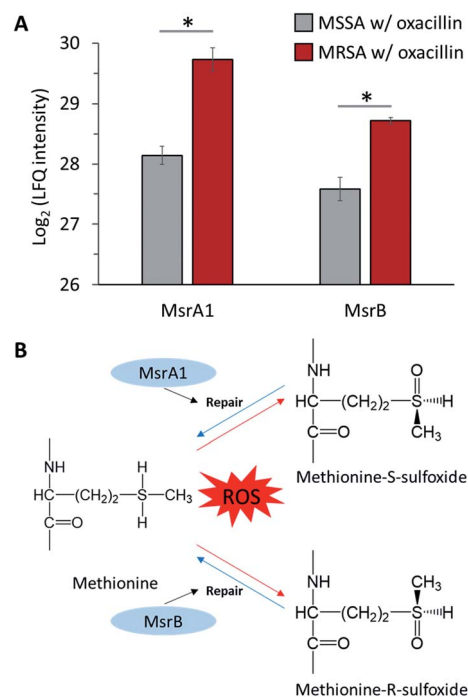 A
MSSA w/ oxacillin
MRSA w/ oxacillin
*
*
Log2 (LFQ intensity)
30
29
28
27
26
MsrA1
MsrB
B
MsrA1
Repair
NH
O
HC
(CH2)2
S
H
CH3
C=O
Methionine-S-sulfoxide
NH
H
HC
(CH2)2
S
CH3
H
C=O
ROS
Methionine
Repair
MsrB
NH
CH3
HC
(CH2)2
S
H
C=O
O
Methionine-R-sulfoxide